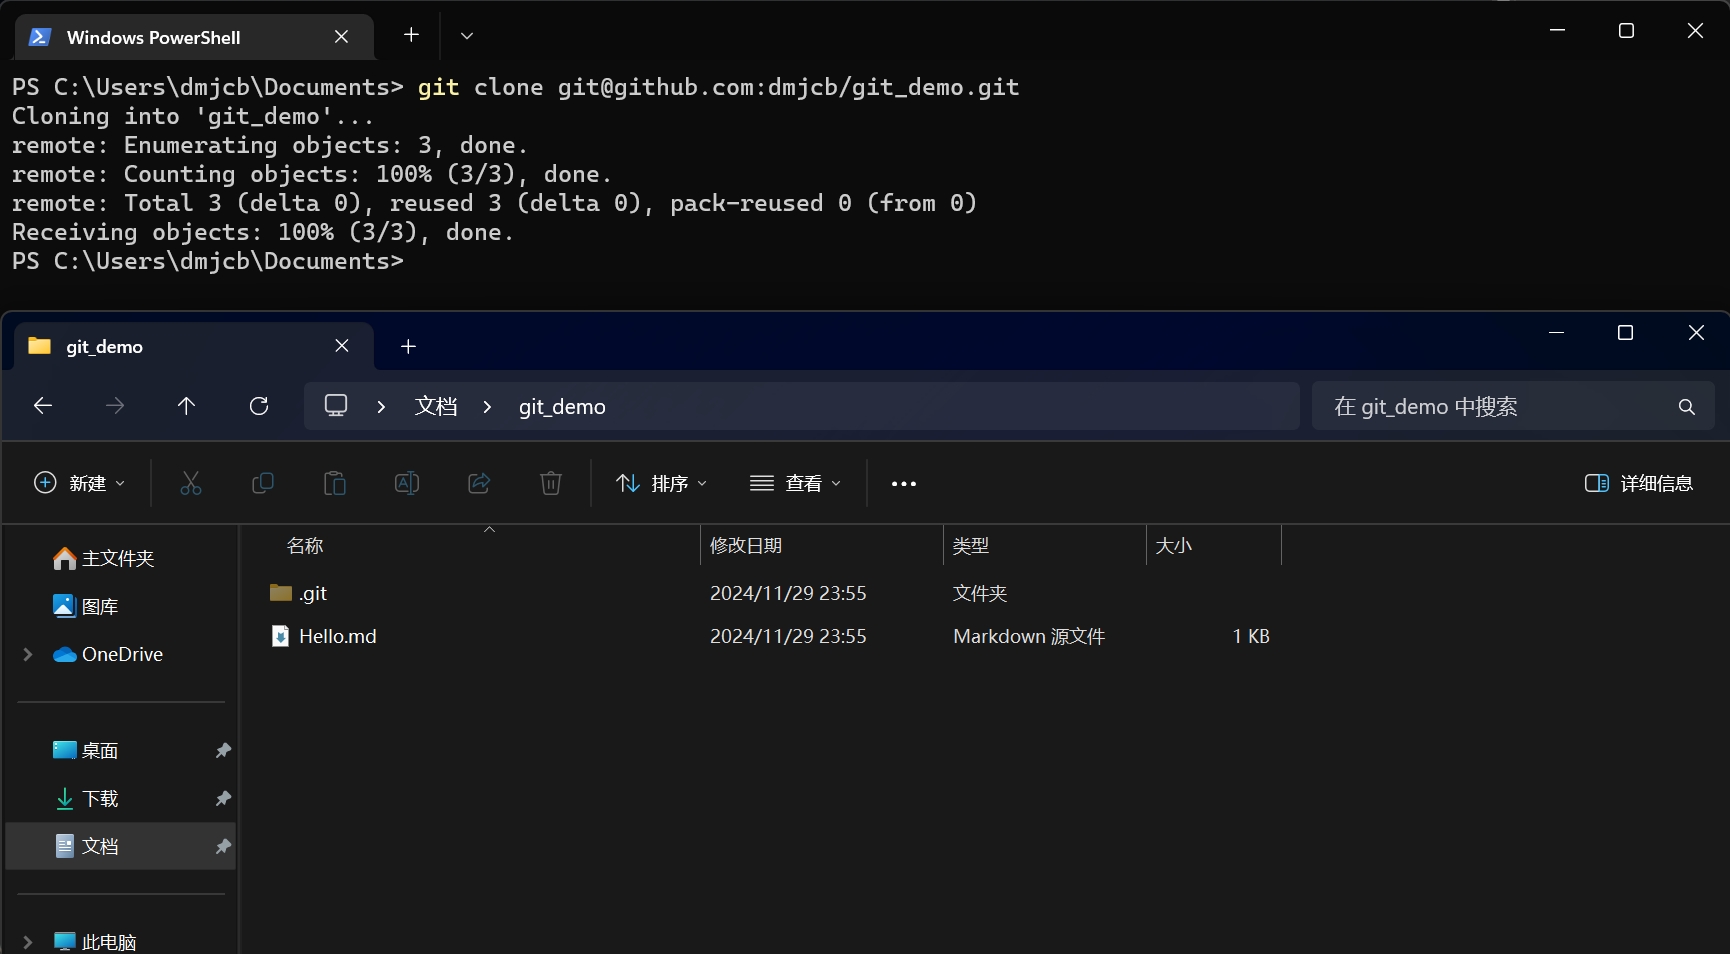 Windows PowerShell
PS C:\Users\dmjcb\Documents> git clone git@github.com:dmjcb/git_demo.git
Cloning into 'git_demo'...
remote: Enumerating objects: 3, done.
remote: Counting objects: 100% (3/3), done.
remote: Total 3 (delta 0), reused 3 (delta 0), pack-reused 0 (from 0)
Receiving objects: 100% (3/3), done.
PS C:\Users\dmjcb\Documents>
git_demo
文档 > git_demo
在 git_demo 中搜索
新建
排序
查看
详细信息
名称 修改日期 类型 大小
.git 2024/11/29 23:55 文件夹
Hello.md 2024/11/29 23:55 Markdown 源文件 1 KB
主文件夹
图库
OneDrive
桌面
下载
文档
此电脑